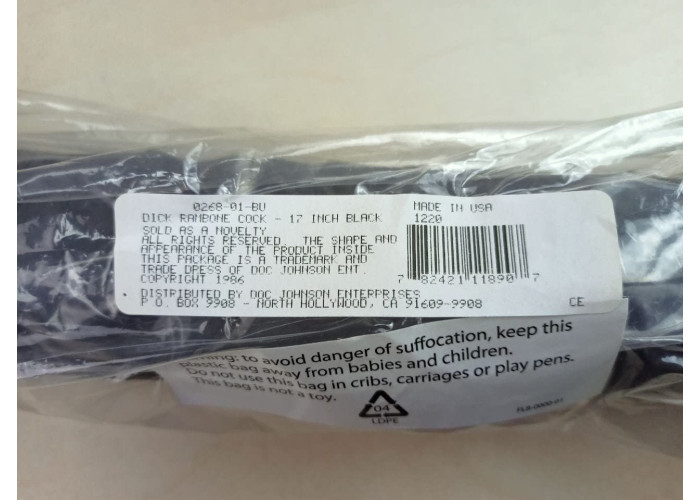 0268-01-BU
DICK RAMBONE COCK - 17 INCH BLACK
SOLD AS A NOVELTY
ALL RIGHTS RESERVED THE SHAPE AND
APPEARANCE OF THE PRODUCT INSIDE
THIS PACKAGE IS A TRADEMARK AND
TRADE DRESS OF DOC JOHNSON ENT.
COPYRIGHT 1986
DISTRIBUTED BY DOC JOHNSON ENTERPRISES
P.O. BOX 9908 - NORTH HOLLYWOOD, CA 91609-9908
MADE IN USA
1220
7 82421 11890 7
CE
to avoid danger of suffocation, keep this
plastic bag away from babies and children.
Do not use this bag in cribs, carriages or play pens.
This bag is not a toy.
04
LDPE